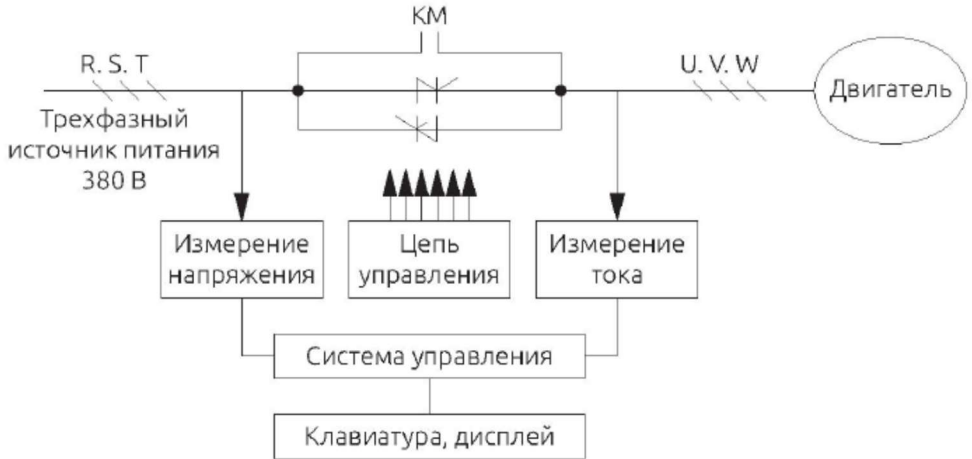 KM
R. S. T
U. V. W
Двигатель
Трехфазный
источник питания
380 В
Измерение
напряжения
Цепь
управления
Измерение
тока
Система управления
Клавиатура, дисплей